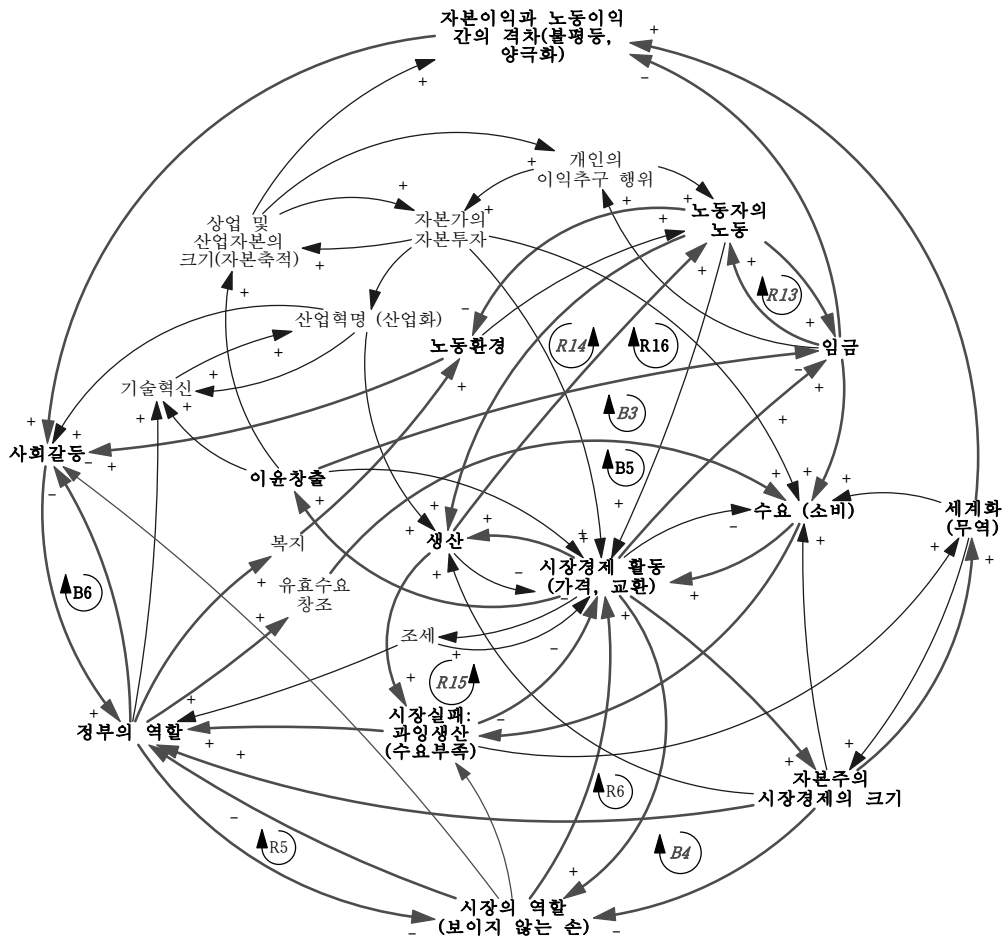 자본이익과 노동이익
간의 격차(불평등,
양극화)
개인의
이익추구 행위
노동자의
노동
상업 및
산업자본의
크기(자본축적)
자본가의
자본투자
R13
산업혁명 (산업화)
노동환경
R14
R16
임금
기술혁신
B3
사회갈등
이윤창출
B5
수요 (소비)
세계화
(무역)
복지
생산
시장경제 활동
(가격, 교환)
유효수요
창조
B6
조세
R15
정부의 역할
시장실패:
과잉생산
(수요부족)
자본주의
시장경제의 크기
R6
R5
B4
시장의 역할
(보이지 않는 손)